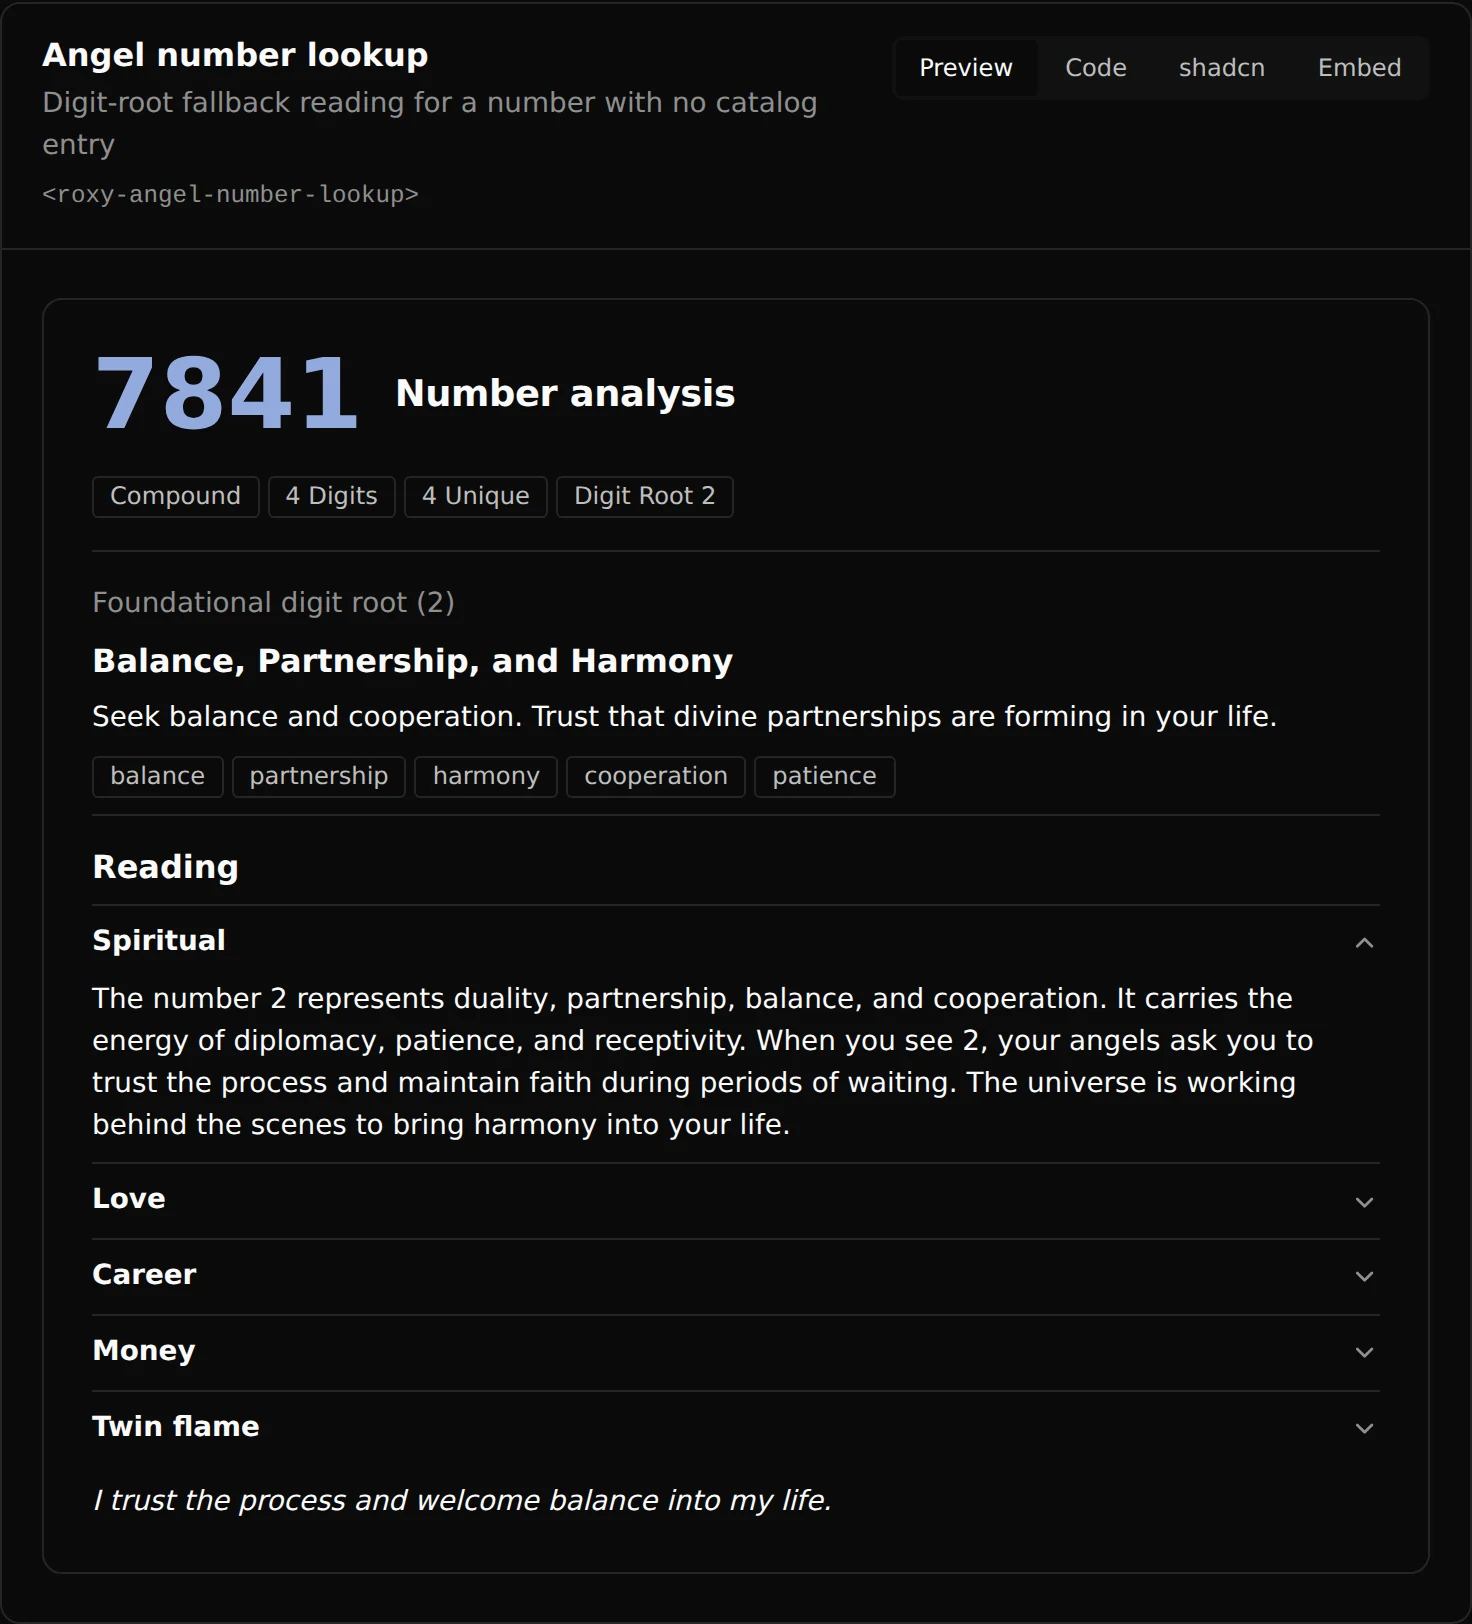 Angel number lookup
Digit-root fallback reading for a number with no catalog
entry
<roxy-angel-number-lookup>
Preview Code shadcn Embed
7841 Number analysis
Compound 4 Digits 4 Unique Digit Root 2
Foundational digit root (2)
Balance, Partnership, and Harmony
Seek balance and cooperation. Trust that divine partnerships are forming in your life.
balance partnership harmony cooperation patience
Reading
Spiritual
The number 2 represents duality, partnership, balance, and cooperation. It carries the
energy of diplomacy, patience, and receptivity. When you see 2, your angels ask you to
trust the process and maintain faith during periods of waiting. The universe is working
behind the scenes to bring harmony into your life.
Love
Career
Money
Twin flame
I trust the process and welcome balance into my life.